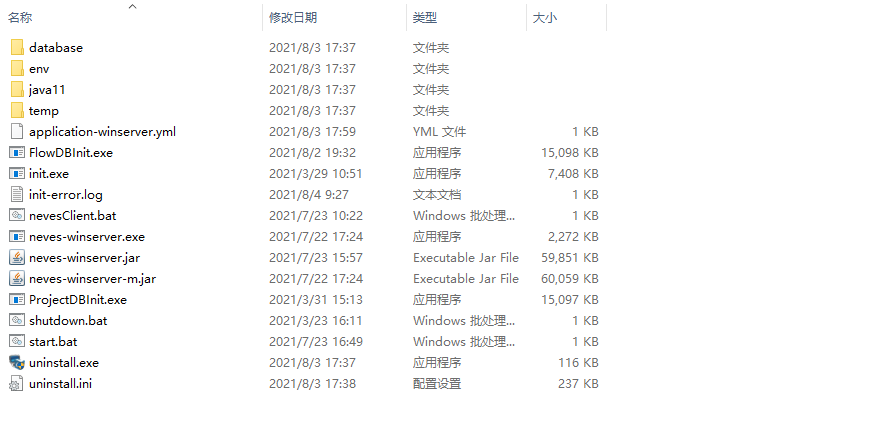 名称 修改日期 类型 大小
database 2021/8/3 17:37 文件夹
env 2021/8/3 17:37 文件夹
java11 2021/8/3 17:37 文件夹
temp 2021/8/3 17:37 文件夹
application-winserver.yml 2021/8/3 17:59 YML 文件 1 KB
FlowDBInit.exe 2021/8/2 19:32 应用程序 15,098 KB
init.exe 2021/3/29 10:51 应用程序 7,408 KB
init-error.log 2021/8/4 9:27 文本文档 1 KB
nevesClient.bat 2021/7/23 10:22 Windows 批处理... 1 KB
neves-winserver.exe 2021/7/22 17:24 应用程序 2,272 KB
neves-winserver.jar 2021/7/23 15:57 Executable Jar File 59,851 KB
neves-winserver-m.jar 2021/7/22 17:24 Executable Jar File 60,059 KB
ProjectDBInit.exe 2021/3/31 15:13 应用程序 15,097 KB
shutdown.bat 2021/3/23 16:11 Windows 批处理... 1 KB
start.bat 2021/7/23 16:49 Windows 批处理... 1 KB
uninstall.exe 2021/8/3 17:37 应用程序 116 KB
uninstall.ini 2021/8/3 17:38 配置设置 237 KB